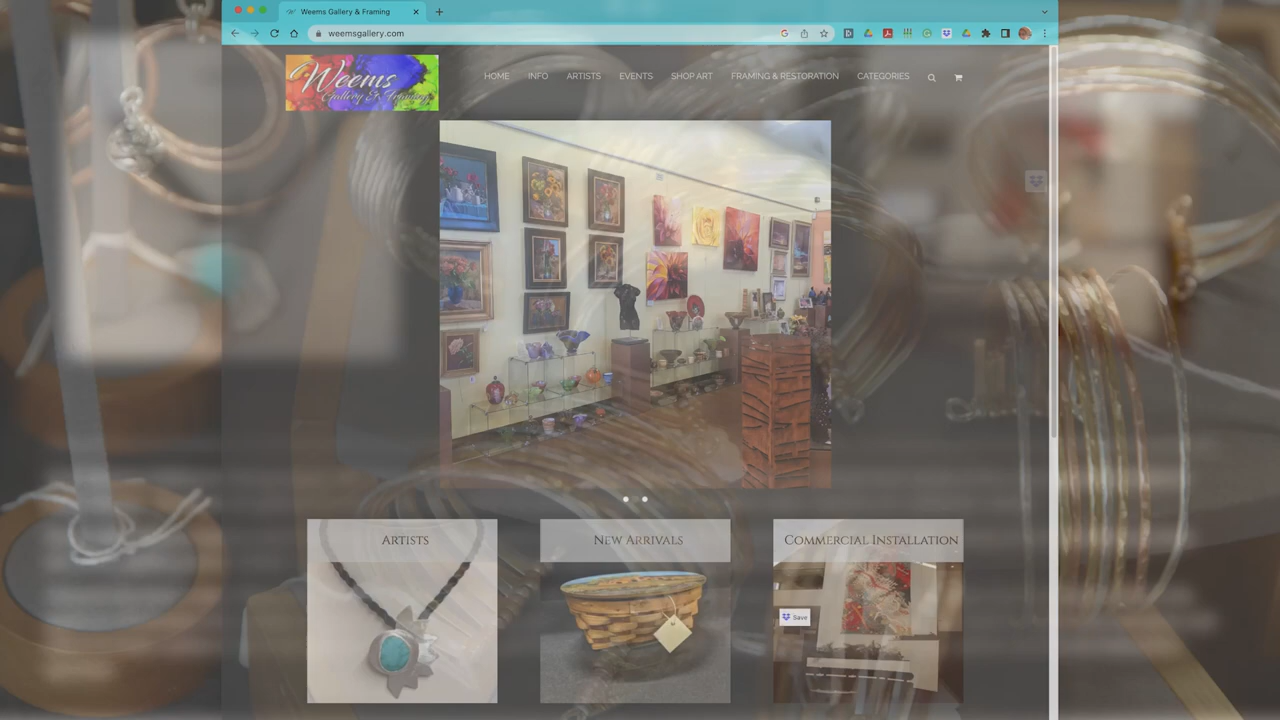 Weems Gallery & Framing
weemsgallery.com
Weems
Gallery & Framing
HOME INFO ARTISTS EVENTS SHOP ART FRAMING & RESTORATION CATEGORIES
ARTISTS
NEW ARRIVALS
COMMERCIAL INSTALLATION
Save